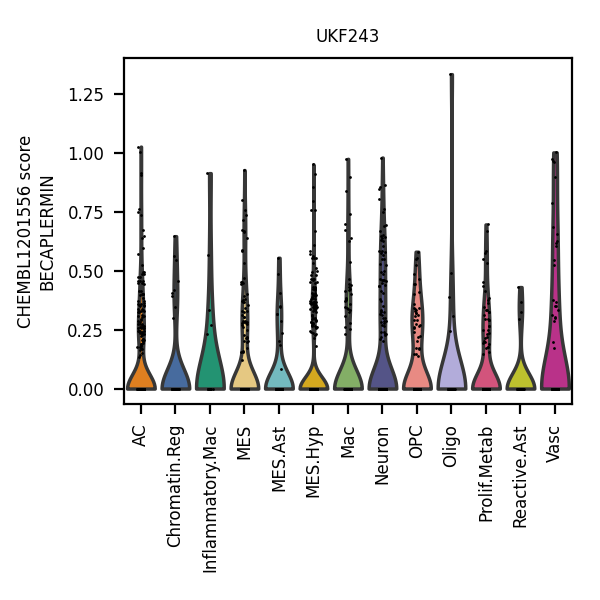 UKF243
CHEMBL1201556 score
BECAPLERMIN
1.25
1.00
0.75
0.50
0.25
0.00
AC
Chromatin.Reg
Inflammatory.Mac
MES
MES.Ast
MES.Hyp
Mac
Neuron
OPC
Oligo
Prolif.Metab
Reactive.Ast
Vasc